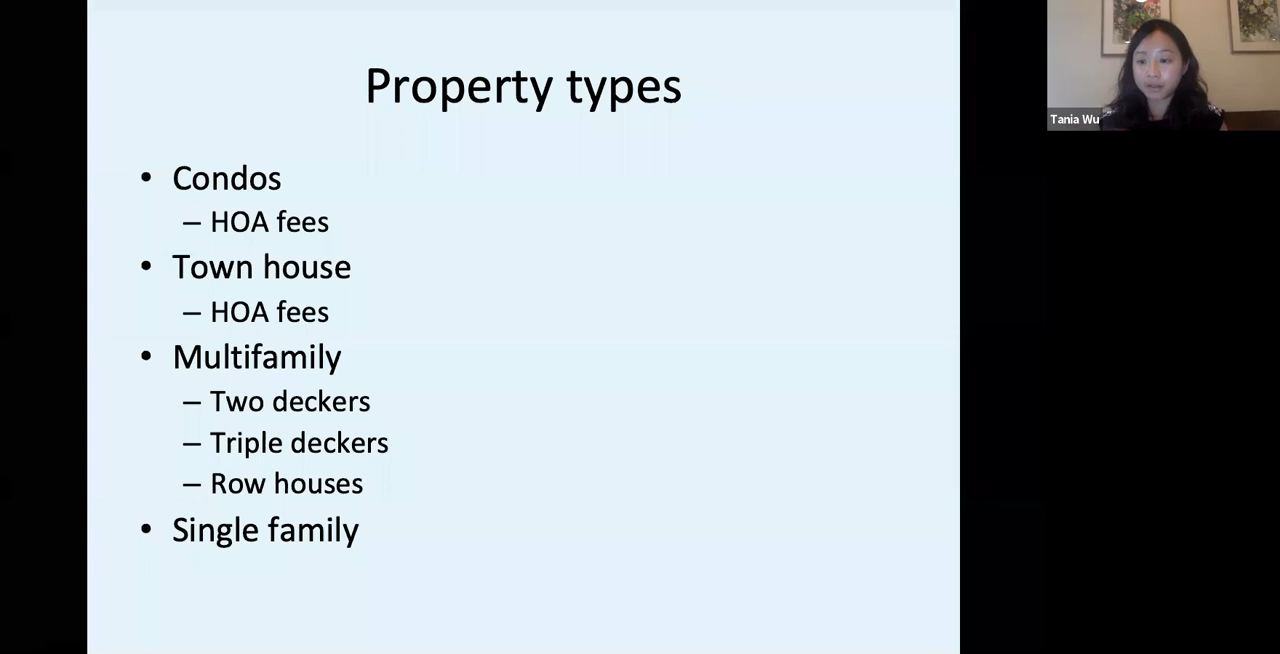 Property types
• Condos
– HOA fees
• Town house
– HOA fees
• Multifamily
– Two deckers
– Triple deckers
– Row houses
• Single family
Tania Wu